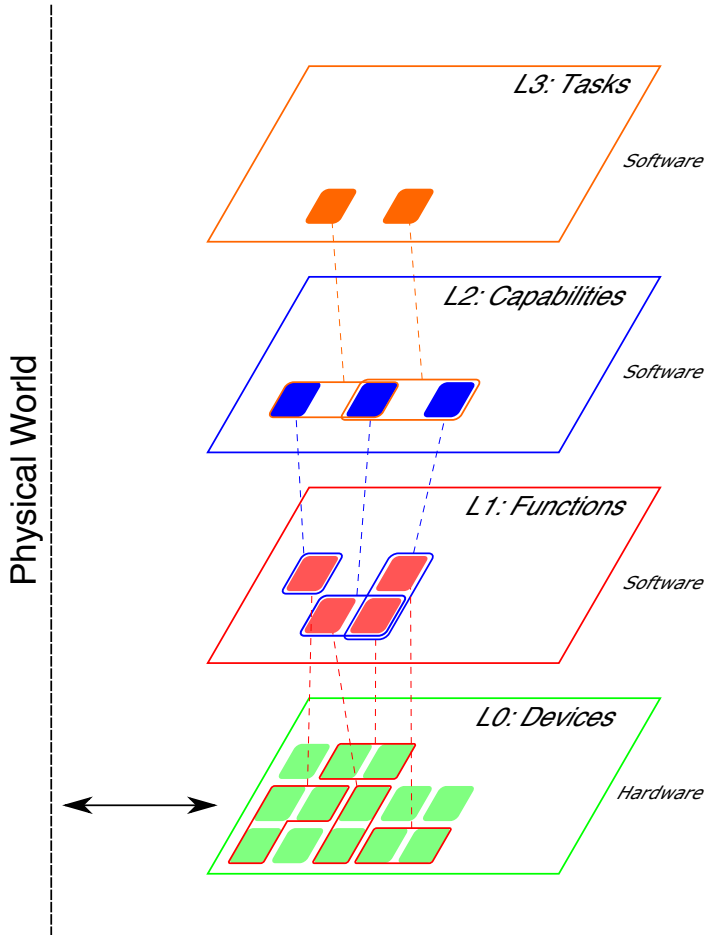 L3: Tasks
Software
L2: Capabilities
Software
Physical World
L1: Functions
Software
L0: Devices
Hardware